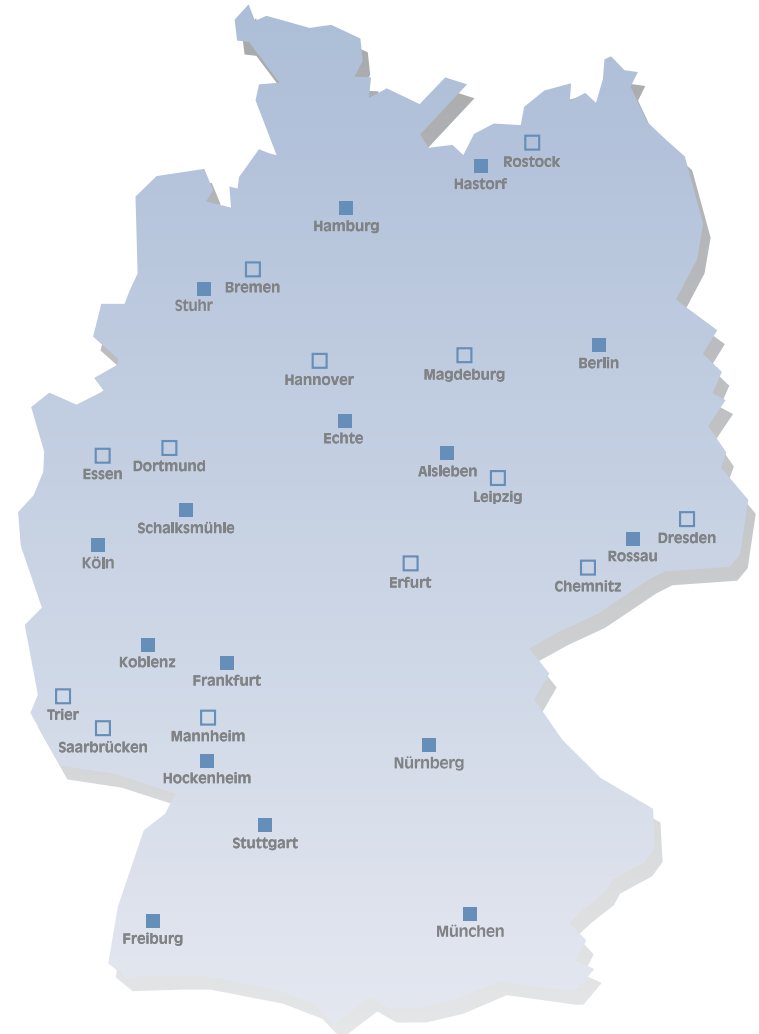 Rostock
Hastorf
Hamburg
Bremen
Stuhr
Berlin
Magdeburg
Hannover
Echte
Dortmund
Essen
Alsleben
Leipzig
Schalksmühle
Dresden
Rossau
Köln
Erfurt
Chemnitz
Koblenz
Frankfurt
Trier
Mannheim
Saarbrücken
Nürnberg
Hockenheim
Stuttgart
München
Freiburg